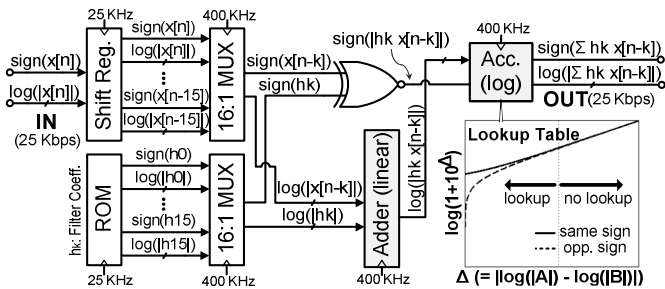 25 KHz
400 KHz
sign(x[n])
log(|x[n]|)
IN
(25 Kbps)
Shift Reg.
sign(x[n])
log(|x[n]|)
sign(x[n-15])
log(|x[n-15]|)
16:1 MUX
sign(x[n-k])
sign(hk)
sign(|hk x[n-k]|)
400 KHz
Acc.
(log)
sign(Σ hk x[n-k])
log(|Σ hk x[n-k]|)
OUT(25 Kbps)
hk: Filter Coeff.
ROM
sign(h0)
log(|h0|)
sign(h15)
log(|h15|)
16:1 MUX
25 KHz
400 KHz
log(|x[n-k]|)
log(|hk|)
Adder (linear)
400 KHz
log(|hk x[n-k]|)
Lookup Table
log(1+10^Δ)
lookup
no lookup
same sign
opp. sign
Δ (= |log(|A|) - log(|B|)|)